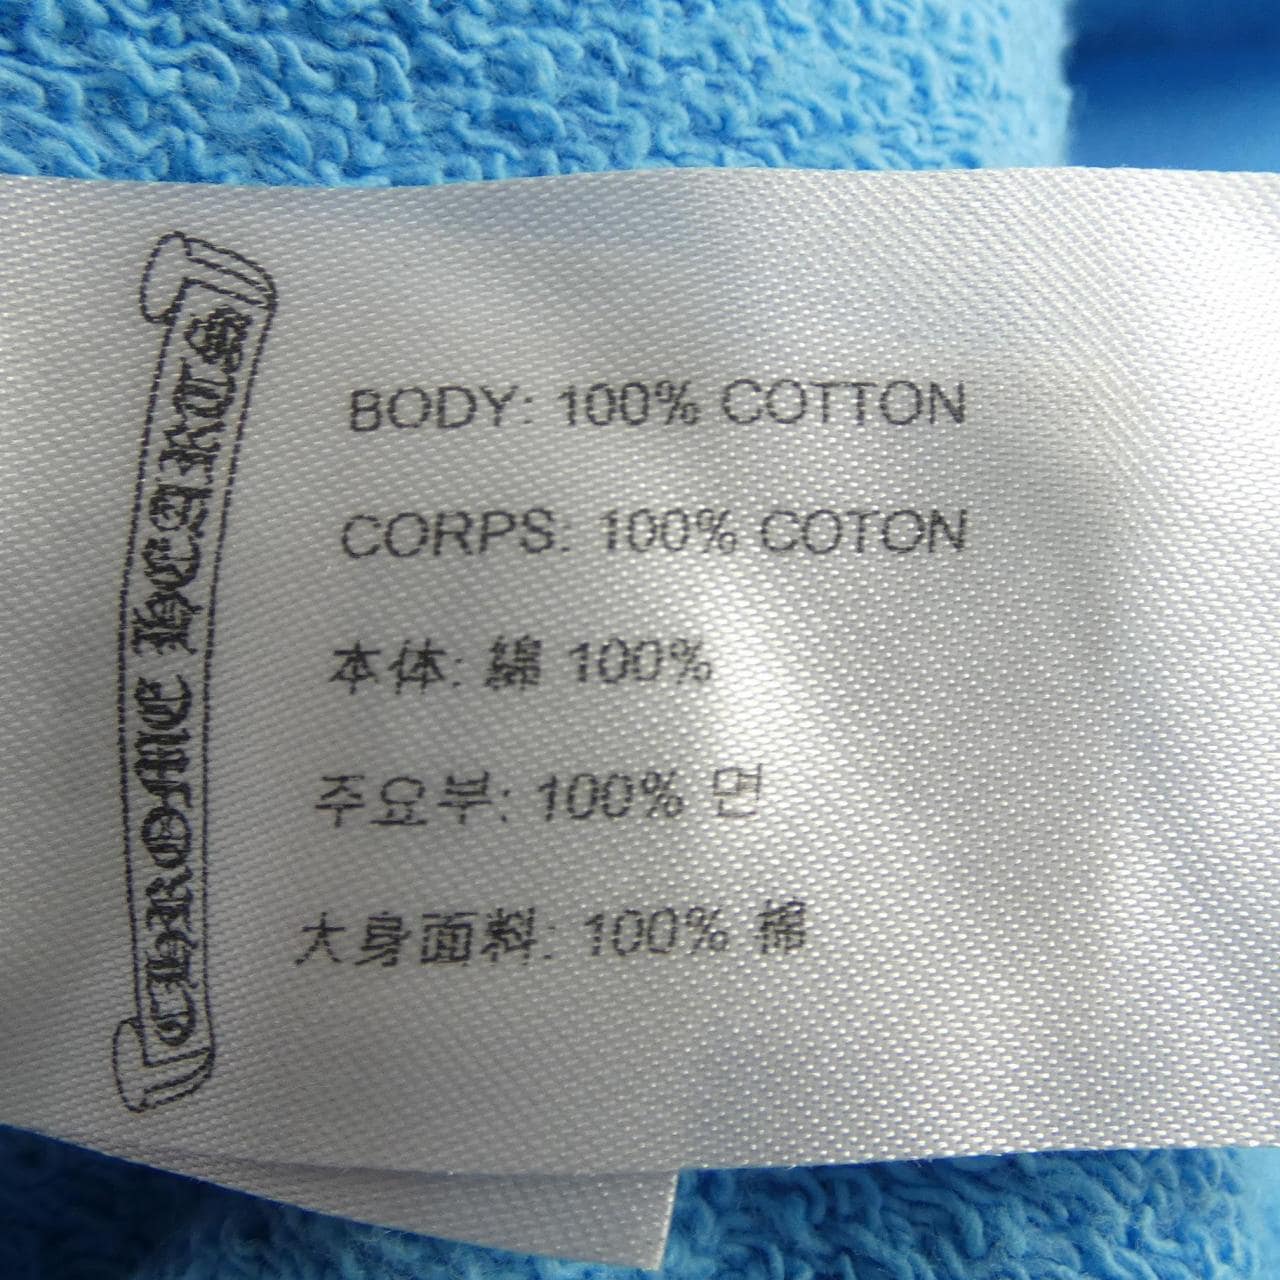 CHROME HEARTS
BODY: 100% COTTON
CORPS: 100% COTON
本体: 綿 100%
주요부: 100% 면
大身面料: 100% 棉